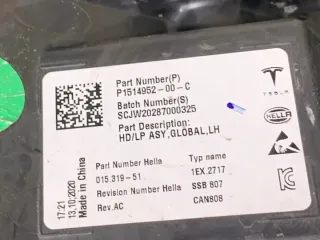 Part Number(P)
P1514952-00-C
Batch Number(S)
SCJW20287000325
Part Description:
HD/LP ASY,GLOBAL,LH
TESLA
HELLA
Part Number Hella
Typ name
015.319-51
1EX.2717
Revision Number Hella
SSB 807
Rev.AC
CAN808
17:21
13.10.2020
Made in China